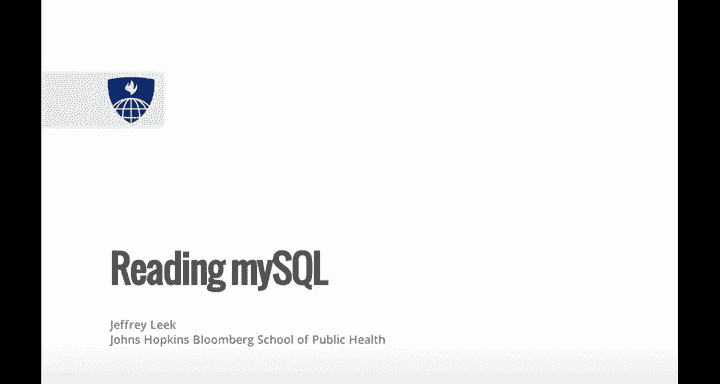 Reading mySQL
Jeffrey Leek
Johns Hopkins Bloomberg School of Public Health